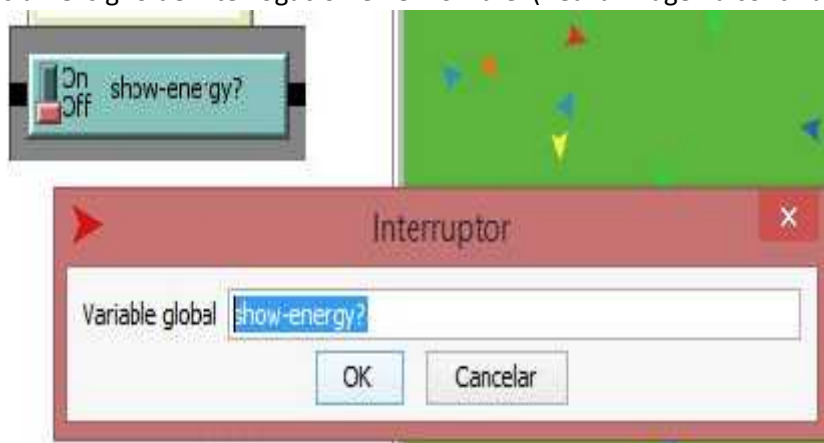 On
Off
show-energy?
Interruptor
Variable global show-energy?
OK Cancelar